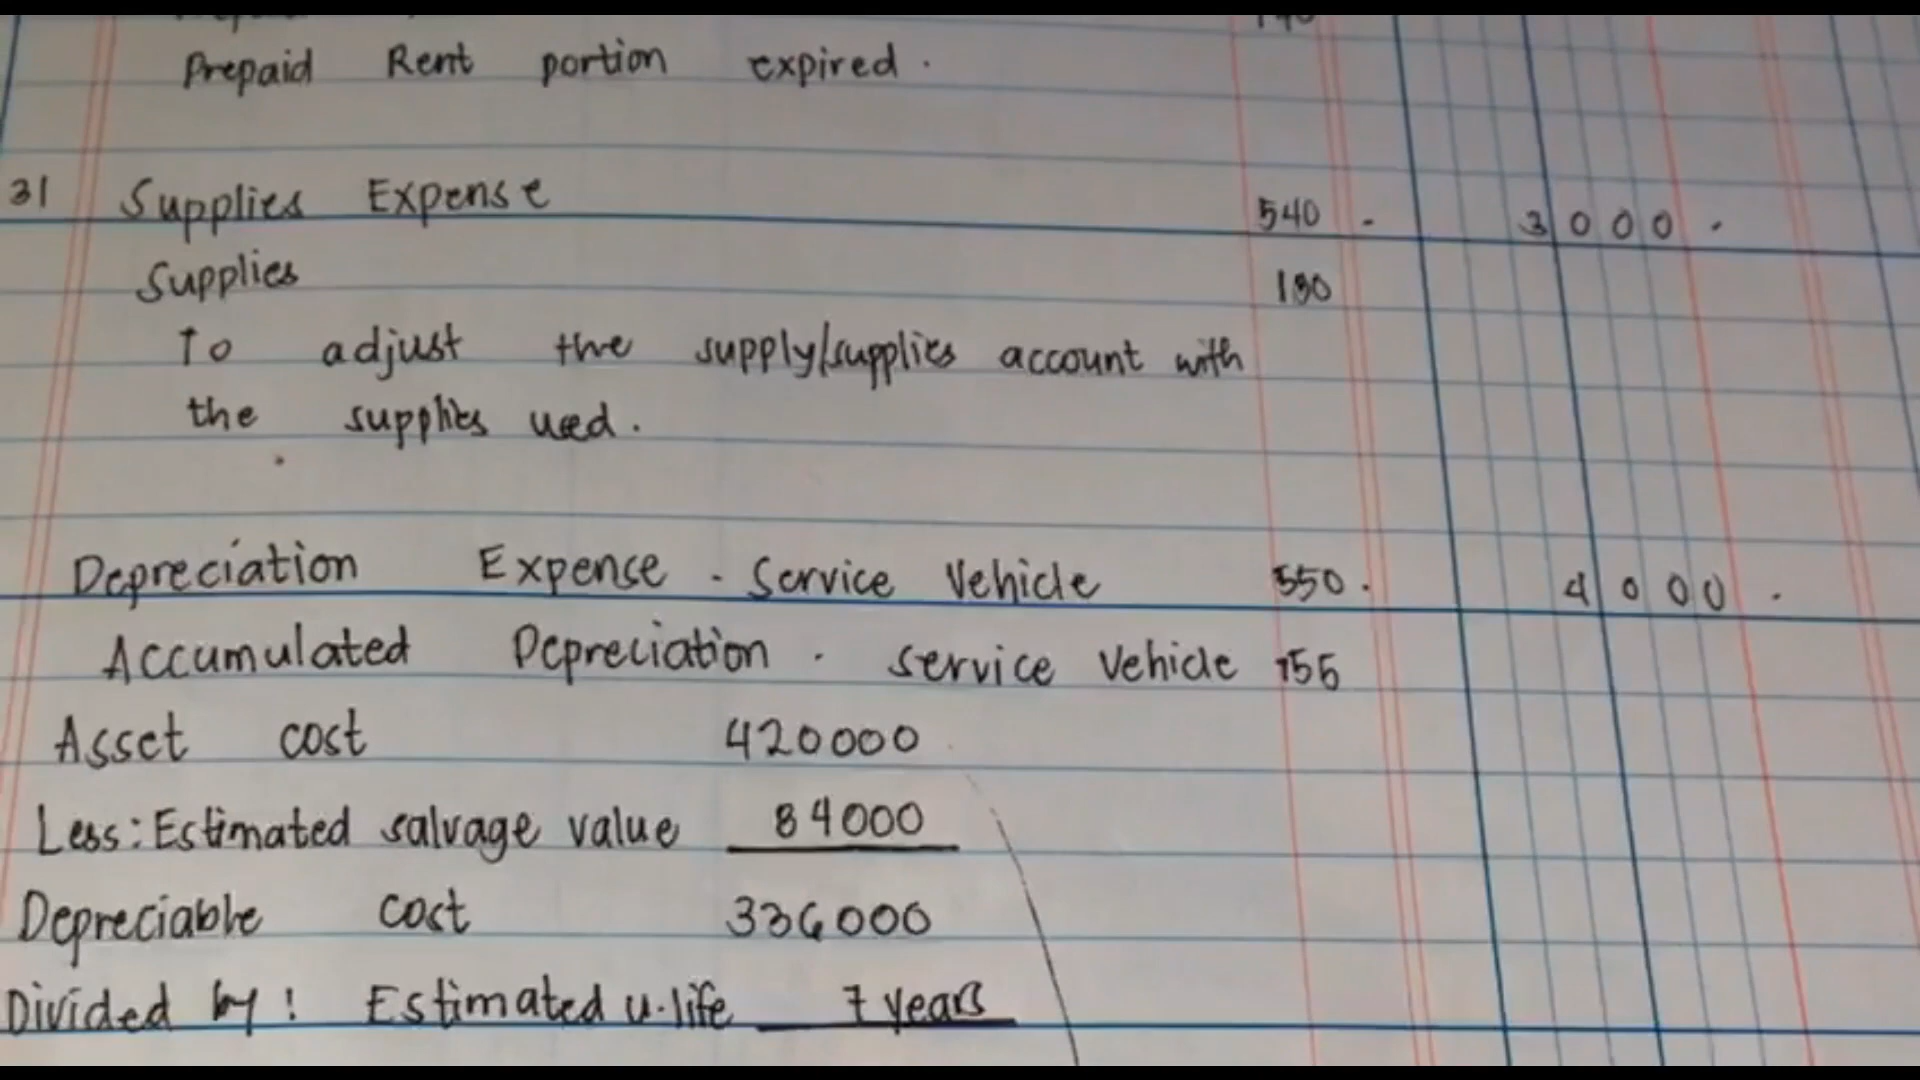 Prepaid Rent portion expired.
31 Supplies Expense 540 - 3000.
Supplies 180
To adjust the supply/supplies account with
the supplies used.
Depreciation Expense - Service Vehicle 550. 4000.
Accumulated Depreciation - Service Vehicle 155
Asset cost 420000
Less: Estimated salvage value 84000
Depreciable cost 336000
Divided by: Estimated u.life 7 years